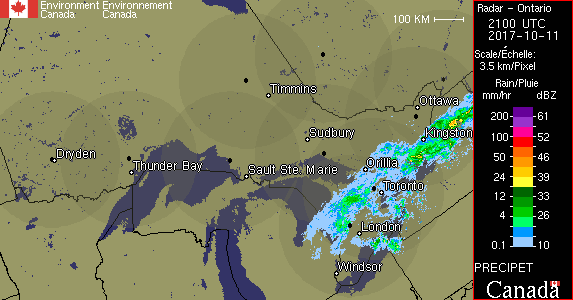 Environment Environnement
Canada Canada
100 KM
Timmins
Ottawa
Sudbury
Kingston
Dryden
Thunder Bay
Sault Ste. Marie
Orillia
Toronto
London
Windsor
Radar - Ontario
2100 UTC
2017-10-11
Scale/Échelle:
3.5 km/Pixel
Rain/Pluie
mm/hr dBZ
200 61
100 52
50 46
24 39
12 33
4 26
0.1 10
PRECIPET
Canada